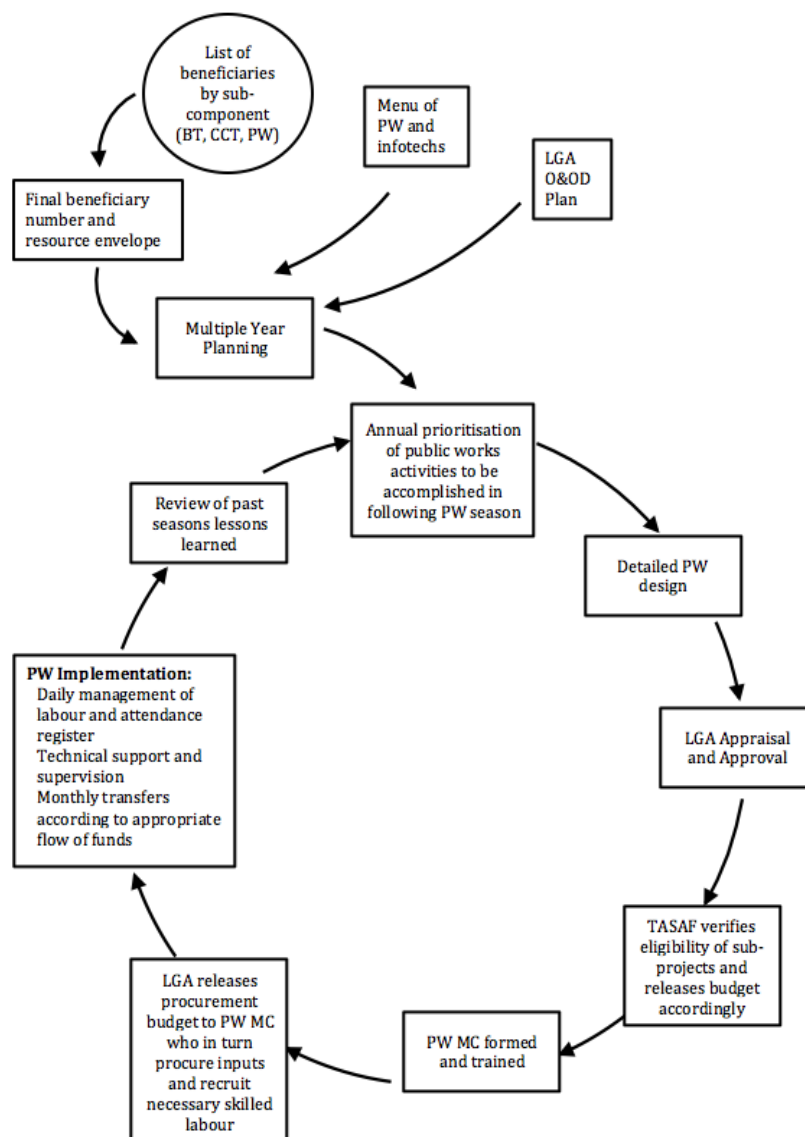 List of
beneficiaries
by sub-
component
(BT, CCT, PW)
Menu of
PW and
infotechs
LGA
O&OD
Plan
Final beneficiary
number and
resource envelope
Multiple Year
Planning
Annual prioritisation
of public works
activities to be
accomplished in
following PW season
Review of past
seasons lessons
learned
Detailed PW
design
PW Implementation:
Daily management of
labour and attendance
register
Technical support and
supervision
Monthly transfers
according to appropriate
flow of funds
LGA Appraisal
and Approval
TASAF verifies
eligibility of sub-
projects and
releases budget
accordingly
PW MC formed
and trained
LGA releases
procurement
budget to PW MC
who in turn
procure inputs
and recruit
necessary skilled
labour